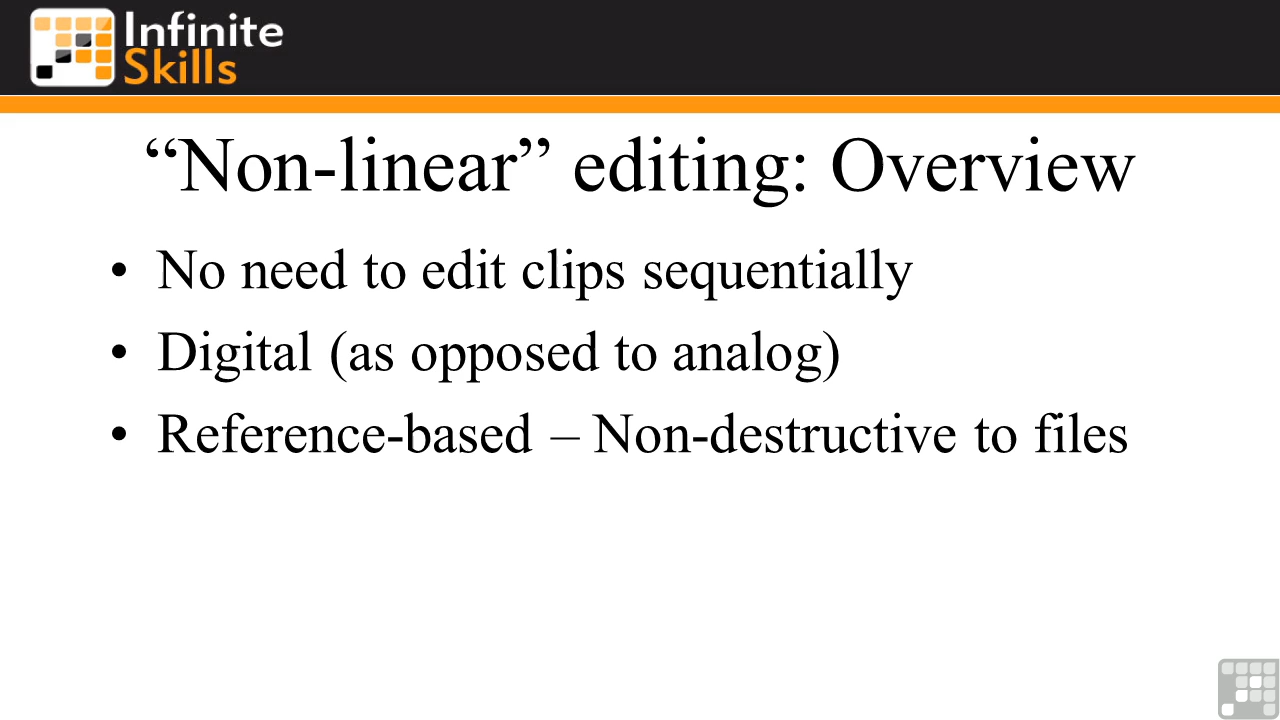 Infinite
Skills
“Non-linear” editing: Overview
• No need to edit clips sequentially
• Digital (as opposed to analog)
• Reference-based – Non-destructive to files